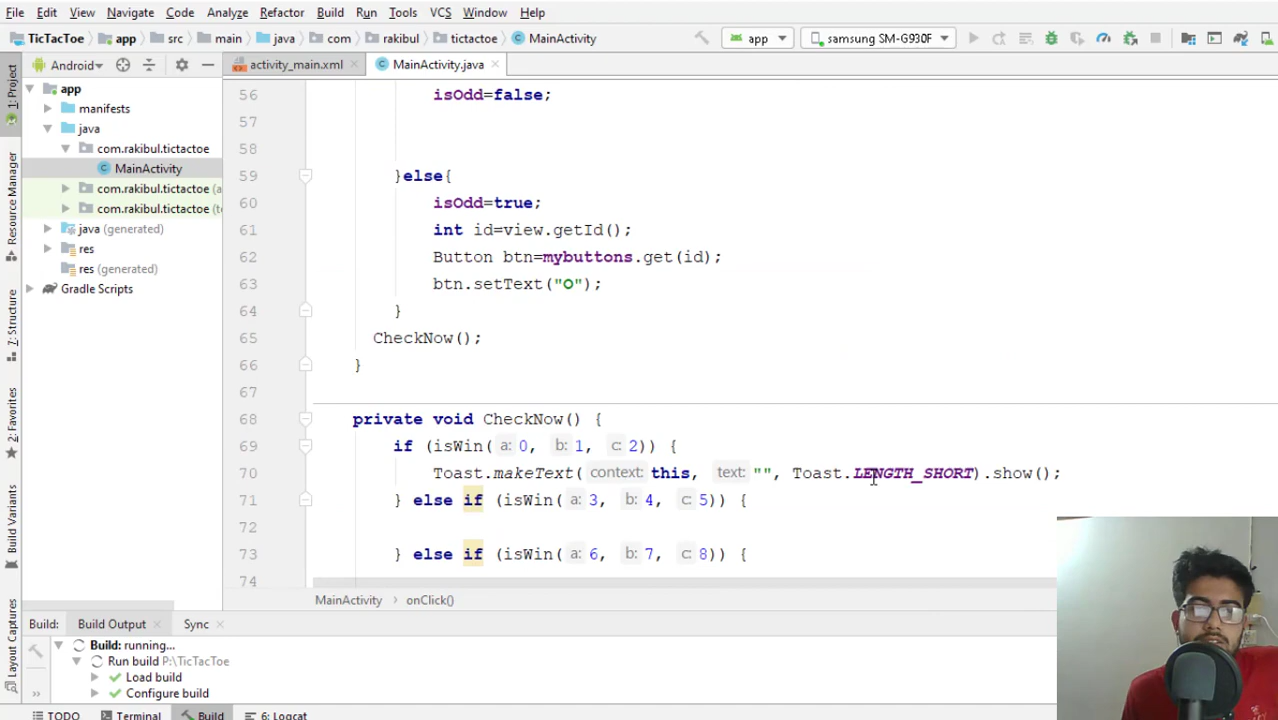 File Edit View Navigate Code Analyze Refactor Build Run Tools VCS Window Help
TicTacToe app src main java com rakibul tictactoe MainActivity app samsung SM-G930F
Android activity_main.xml MainActivity.java
1: Project
Resource Manager
7: Structure
2: Favorites
Build Variants
Layout Captures
app
manifests
java
com.rakibul.tictactoe
MainActivity
com.rakibul.tictactoe (a
com.rakibul.tictactoe (t
java (generated)
res
res (generated)
Gradle Scripts
56 isOdd=false;
57
58
59 }else{
60 isOdd=true;
61 int id=view.getId();
62 Button btn=mybuttons.get(id);
63 btn.setText("O");
64 }
65 CheckNow();
66 }
67
68 private void CheckNow() {
69 if (isWin( a: 0, b: 1, c: 2)) {
70 Toast.makeText( context: this, text: "", Toast.LENGTH_SHORT).show();
71 } else if (isWin( a: 3, b: 4, c: 5)) {
72
73 } else if (isWin( a: 6, b: 7, c: 8)) {
74
MainActivity onClick()
Build: Build Output Sync
Build: running...
Run build P:\TicTacToe
Load build
Configure build
TODO Terminal Build 6: Logcat